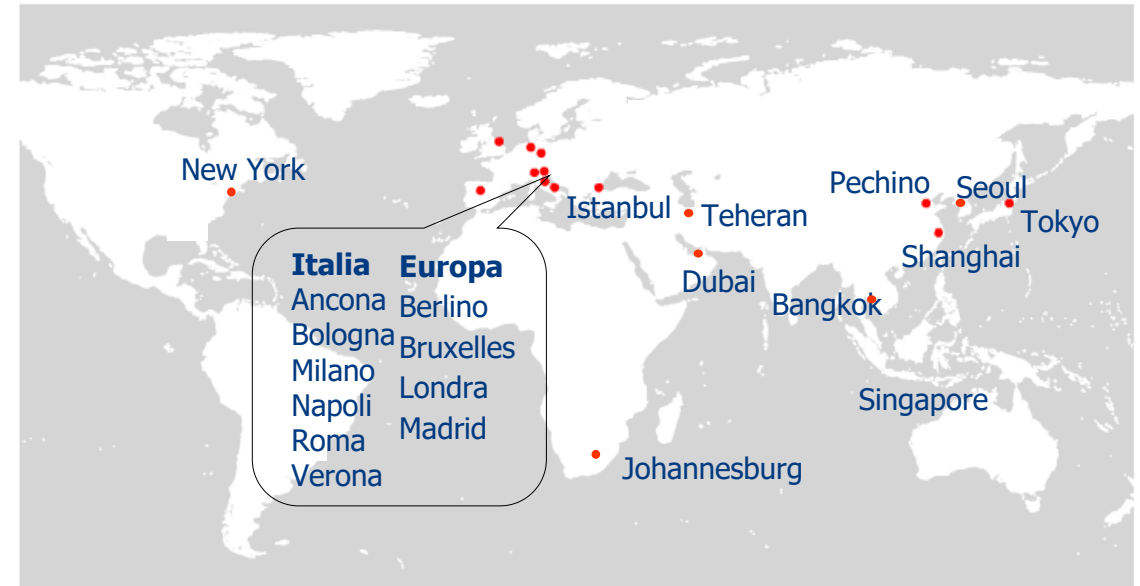 New York
Pechino
Seoul
Istanbul
Teheran
Tokyo
Shanghai
Dubai
Bangkok
Italia
Ancona
Bologna
Milano
Napoli
Roma
Verona
Europa
Berlino
Bruxelles
Londra
Madrid
Singapore
Johannesburg